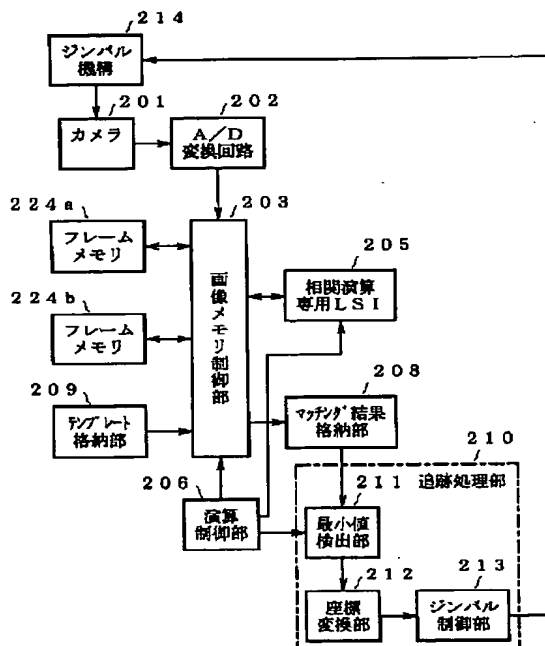 214
ジンバル
機構
201
カメラ
202
A/D
変換回路
224a
フレーム
メモリ
203
画像メモリ制御部
205
相関演算
専用LSI
224b
フレーム
メモリ
209
テンプレート
格納部
208
マッチング結果
格納部
206
演算
制御部
210
追跡処理部
211
最小値
検出部
212
座標
変換部
213
ジンバル
制御部